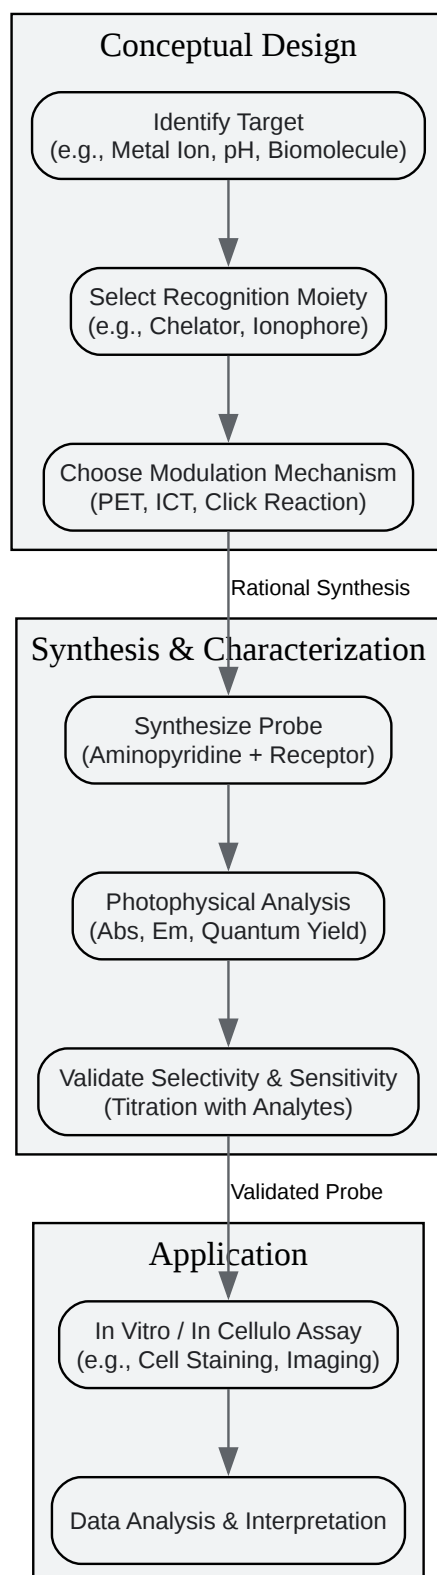 Conceptual Design
Identify Target
(e.g., Metal Ion, pH, Biomolecule)
Select Recognition Moiety
(e.g., Chelator, Ionophore)
Choose Modulation Mechanism
(PET, ICT, Click Reaction)
Rational Synthesis
Synthesis & Characterization
Synthesize Probe
(Aminopyridine + Receptor)
Photophysical Analysis
(Abs, Em, Quantum Yield)
Validate Selectivity & Sensitivity
(Titration with Analytes)
Validated Probe
Application
In Vitro / In Cellulo Assay
(e.g., Cell Staining, Imaging)
Data Analysis & Interpretation